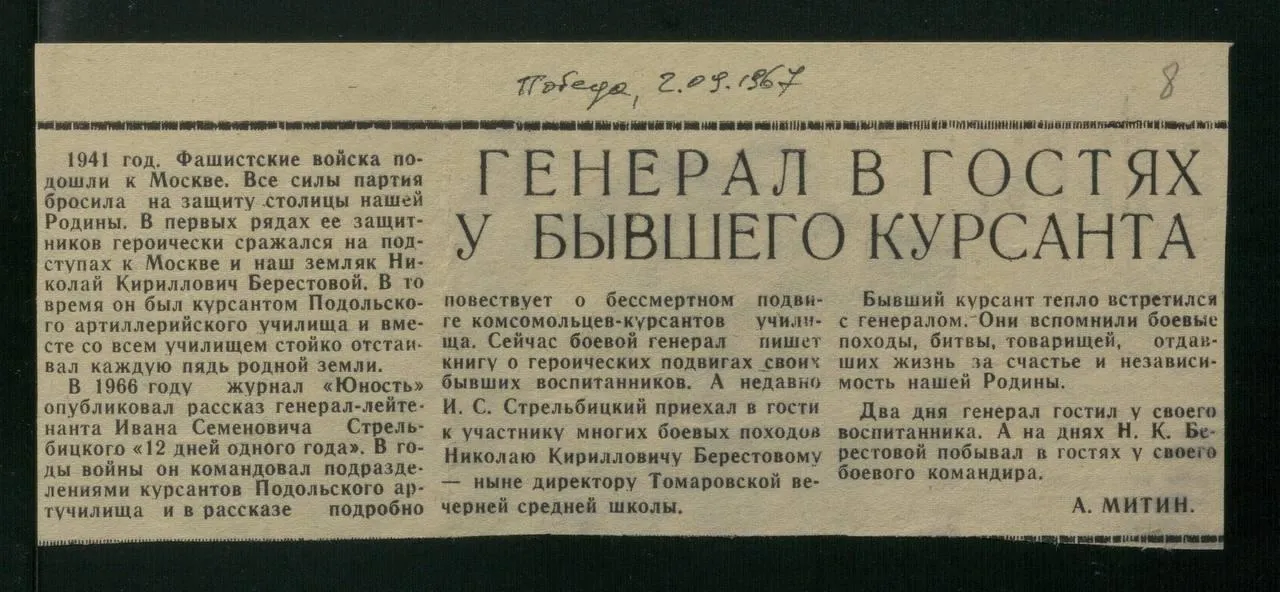 Победа, 2.09.1967
8
ГЕНЕРАЛ В ГОСТЯХ
У БЫВШЕГО КУРСАНТА
1941 год. Фашистские войска по-
дошли к Москве. Все силы партия
бросила на защиту столицы нашей
Родины. В первых рядах ее защит-
ников героически сражался на под-
ступах к Москве и наш земляк Ни-
колай Кириллович Берестовой. В то
время он был курсантом Подольско-
го артиллерийского училища и вме-
сте со всем училищем стойко отстаи-
вал каждую пядь родной земли.
В 1966 году журнал «Юность»
опубликовал рассказ генерал-лейте-
нанта Ивана Семеновича Стрель-
бицкого «12 дней одного года». В го-
ды войны он командовал подразде-
лениями курсантов Подольского ар-
тучилища и в рассказе подробно
повествует о бессмертном подви-
ге комсомольцев-курсантов учили-
ща. Сейчас боевой генерал пишет
книгу о героических подвигах своих
бывших воспитанников. А недавно
И. С. Стрельбицкий приехал в гости
к участнику многих боевых походов
Николаю Кирилловичу Берестовому
— ныне директору Томаровской ве-
черней средней школы.
Бывший курсант тепло встретился
с генералом. Они вспомнили боевые
походы, битвы, товарищей, отдав-
ших жизнь за счастье и независи-
мость нашей Родины.
Два дня генерал гостил у своего
воспитанника. А на днях Н. К. Бе-
рестовой побывал в гостях у своего
боевого командира.
А. МИТИН.